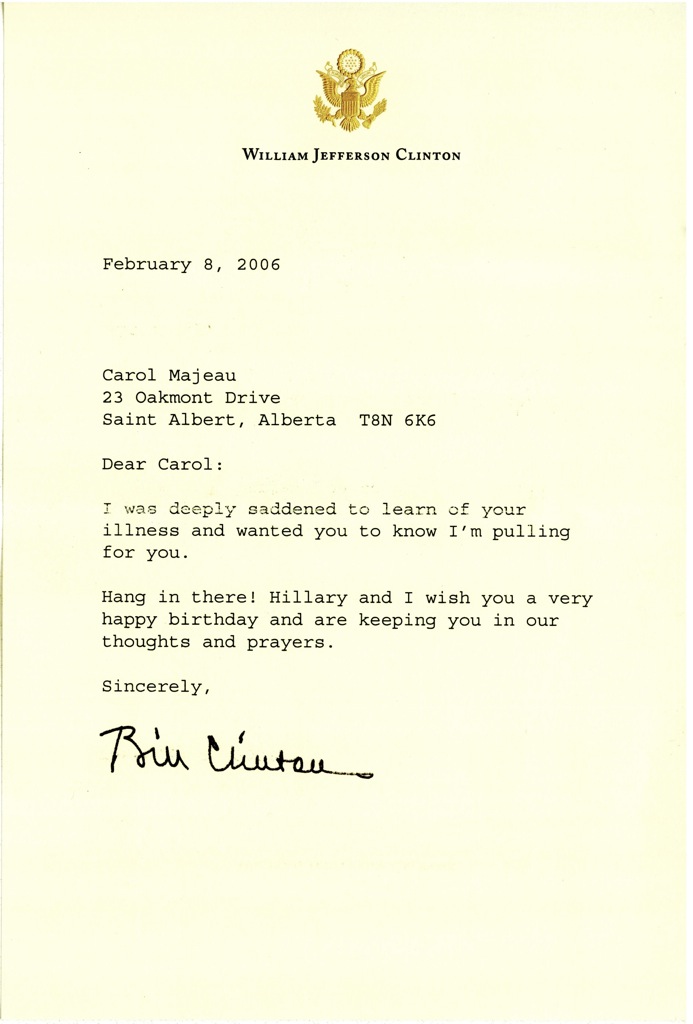 WILLIAM JEFFERSON CLINTON
February 8, 2006
Carol Majeau
23 Oakmont Drive
Saint Albert, Alberta T8N 6K6
Dear Carol:
I was deeply saddened to learn of your
illness and wanted you to know I'm pulling
for you.
Hang in there! Hillary and I wish you a very
happy birthday and are keeping you in our
thoughts and prayers.
Sincerely,
Bill Clinton